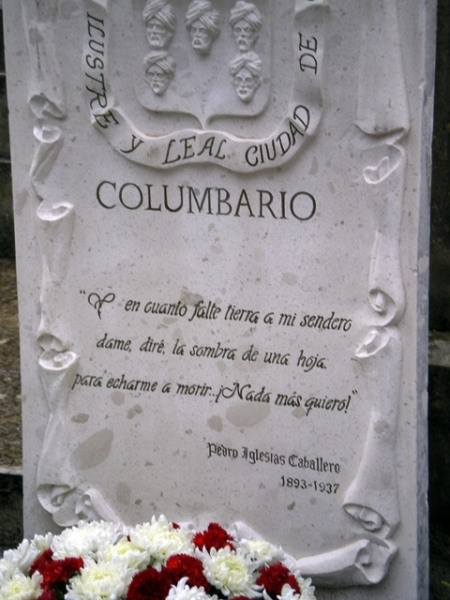 ILUSTRE Y LEAL CIUDAD DE
COLUMBARIO
"Y en cuanto falte tierra a mi sendero
dame, diré, la sombra de una hoja
para echarme a morir..¡Nada más quiero!"
Pedro Iglesias Caballero
1893-1937